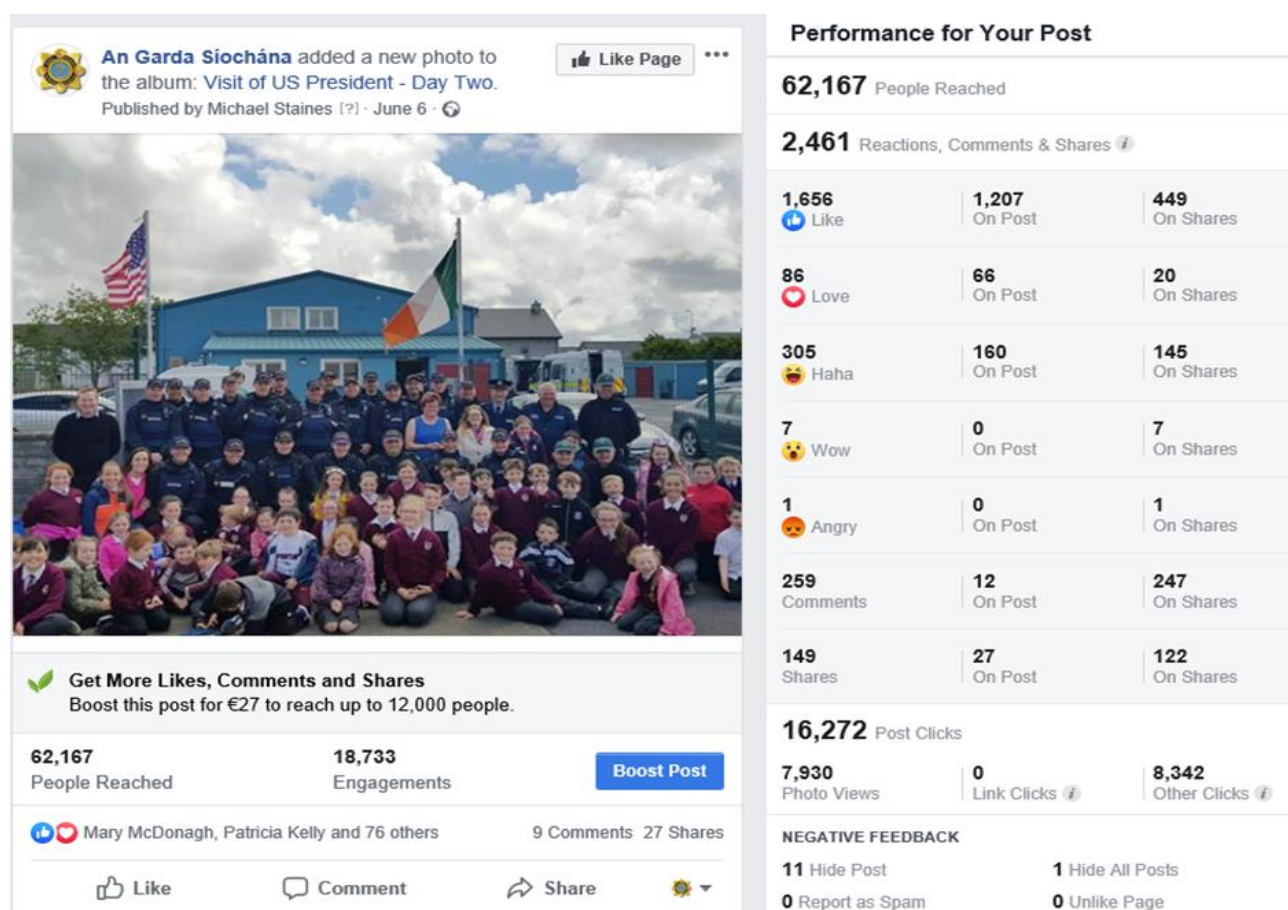 An Garda Síochána added a new photo to
the album: Visit of US President - Day Two.
Published by Michael Staines [?] · June 6 ·
Like Page
Get More Likes, Comments and Shares
Boost this post for €27 to reach up to 12,000 people.
62,167 18,733
People Reached Engagements
Boost Post
Mary McDonagh, Patricia Kelly and 76 others 9 Comments 27 Shares
Like Comment Share
Performance for Your Post
62,167 People Reached
2,461 Reactions, Comments & Shares
1,656 1,207 449
Like On Post On Shares
86 66 20
Love On Post On Shares
305 160 145
Haha On Post On Shares
7 0 7
Wow On Post On Shares
1 0 1
Angry On Post On Shares
259 12 247
Comments On Post On Shares
149 27 122
Shares On Post On Shares
16,272 Post Clicks
7,930 0 8,342
Photo Views Link Clicks Other Clicks
NEGATIVE FEEDBACK
11 Hide Post 1 Hide All Posts
0 Report as Spam 0 Unlike Page